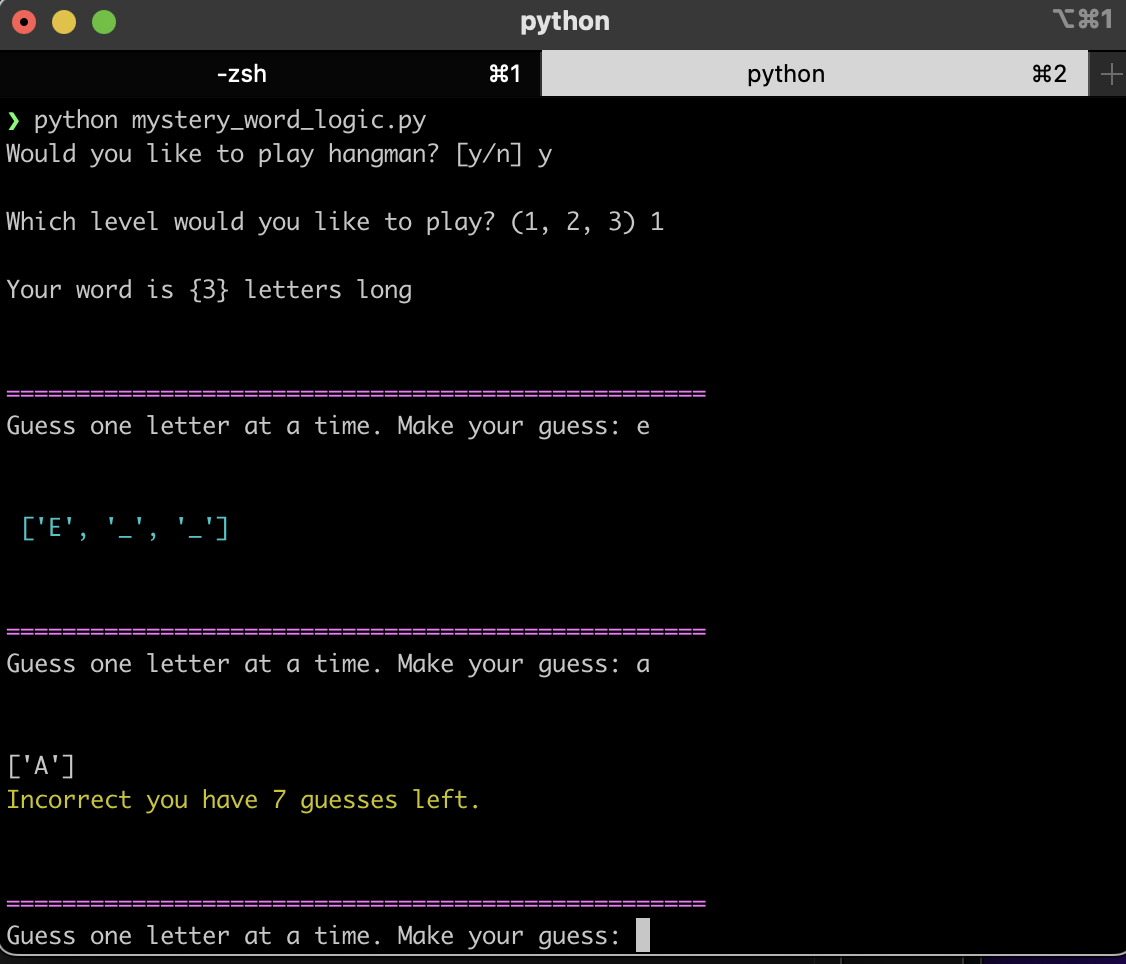 python
⌥⌘1
-zsh ⌘1 python ⌘2 +
❯ python mystery_word_logic.py
Would you like to play hangman? [y/n] y
Which level would you like to play? (1, 2, 3) 1
Your word is {3} letters long
==================================================
Guess one letter at a time. Make your guess: e
['E', '_', '_']
==================================================
Guess one letter at a time. Make your guess: a
['A']
Incorrect you have 7 guesses left.
==================================================
Guess one letter at a time. Make your guess: